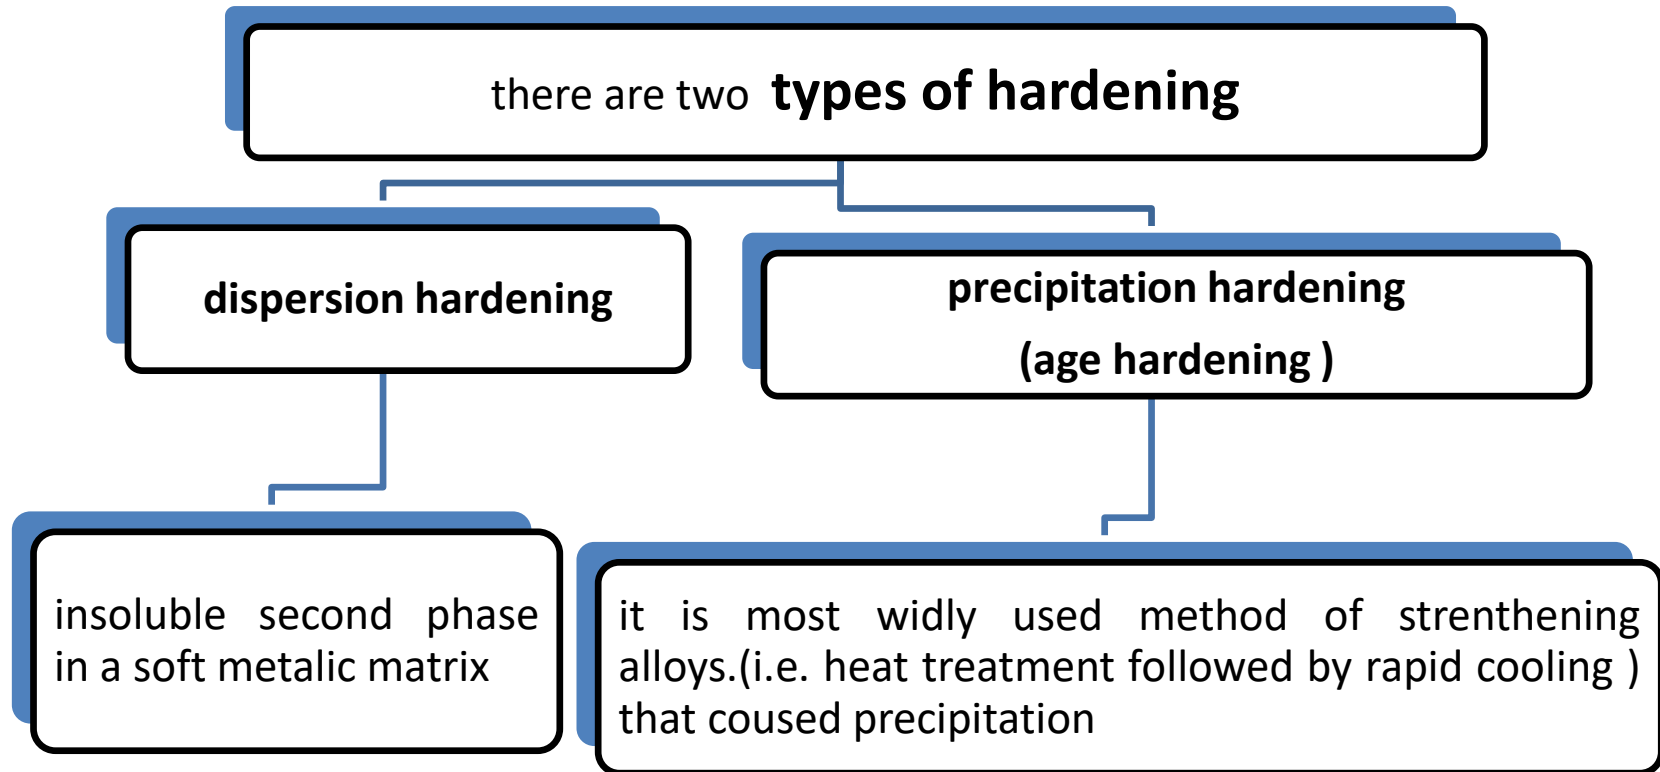 there are two types of hardening
dispersion hardening
precipitation hardening
(age hardening )
insoluble second phase
in a soft metalic matrix
it is most widly used method of strenthening
alloys.(i.e. heat treatment followed by rapid cooling )
that coused precipitation